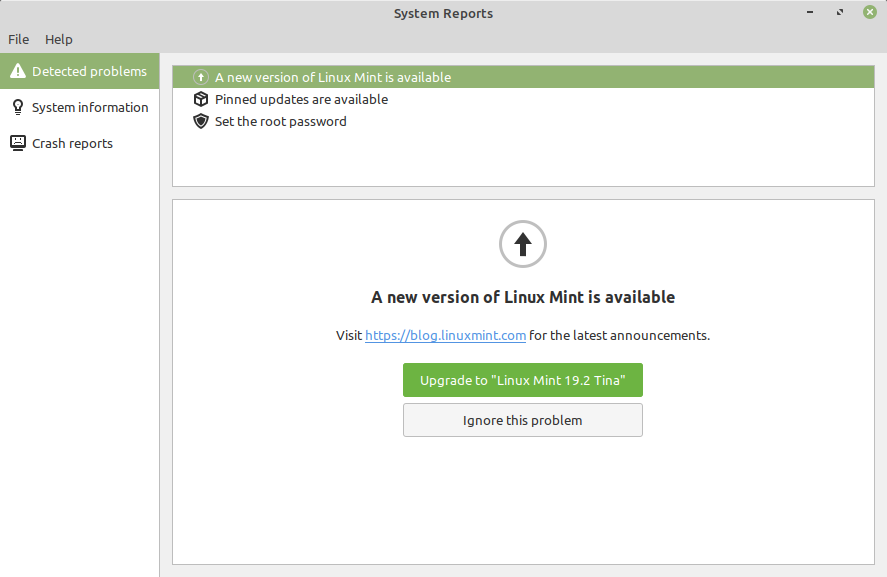 System Reports
File Help
Detected problems
System information
Crash reports
A new version of Linux Mint is available
Pinned updates are available
Set the root password
A new version of Linux Mint is available
Visit https://blog.linuxmint.com for the latest announcements.
Upgrade to "Linux Mint 19.2 Tina"
Ignore this problem